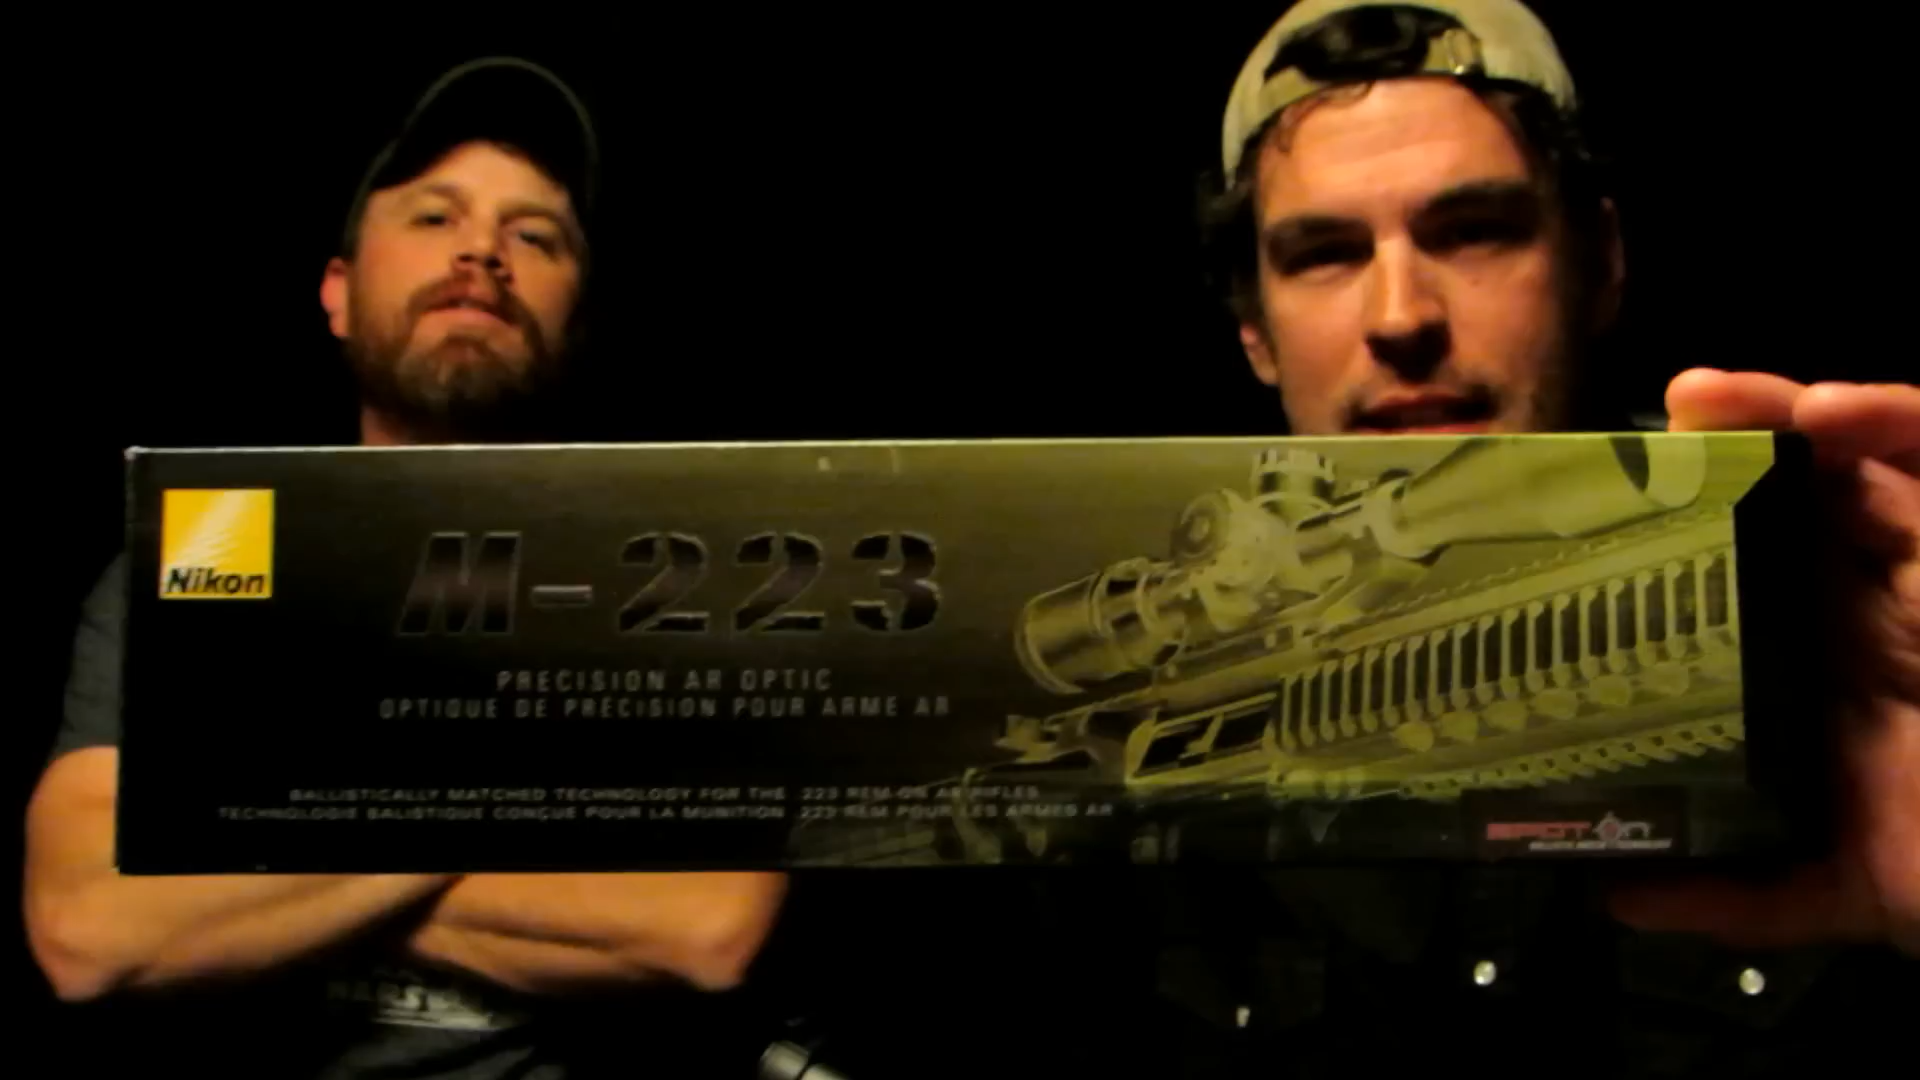 Nikon
M-223
PRECISION AR OPTIC
OPTIQUE DE PRÉCISION POUR ARME AR
BALLISTICALLY MATCHED TECHNOLOGY FOR THE .223 REM ON AR RIFLES
TECHNOLOGIE BALISTIQUE CONÇUE POUR LA MUNITION .223 REM POUR LES ARMES AR
SPOT ON